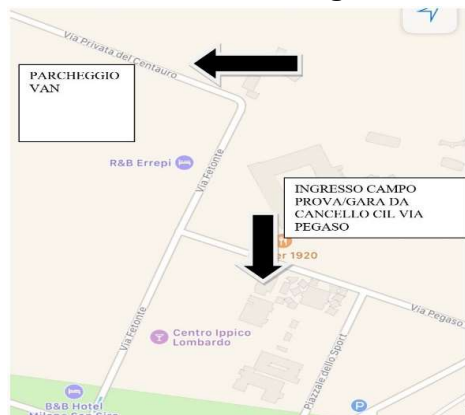 Via Privata del Centauro
PARCHEGGIO
VAN
R&B Errepi
Via Fetonte
INGRESSO CAMPO
PROVA/GARA DA
CANCELLO CIL VIA
PEGASO
er 1920
Via Pegaso
Centro Ippico
Lombardo
Via Fetonte
Piazzale dello Sport
B&B Hotel
Milano San Siro
P